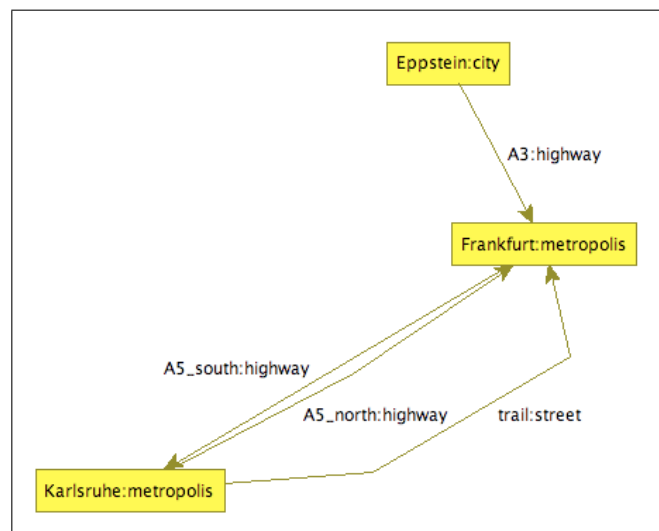 Eppstein:city
A3:highway
Frankfurt:metropolis
A5_south:highway
A5_north:highway
trail:street
Karlsruhe:metropolis